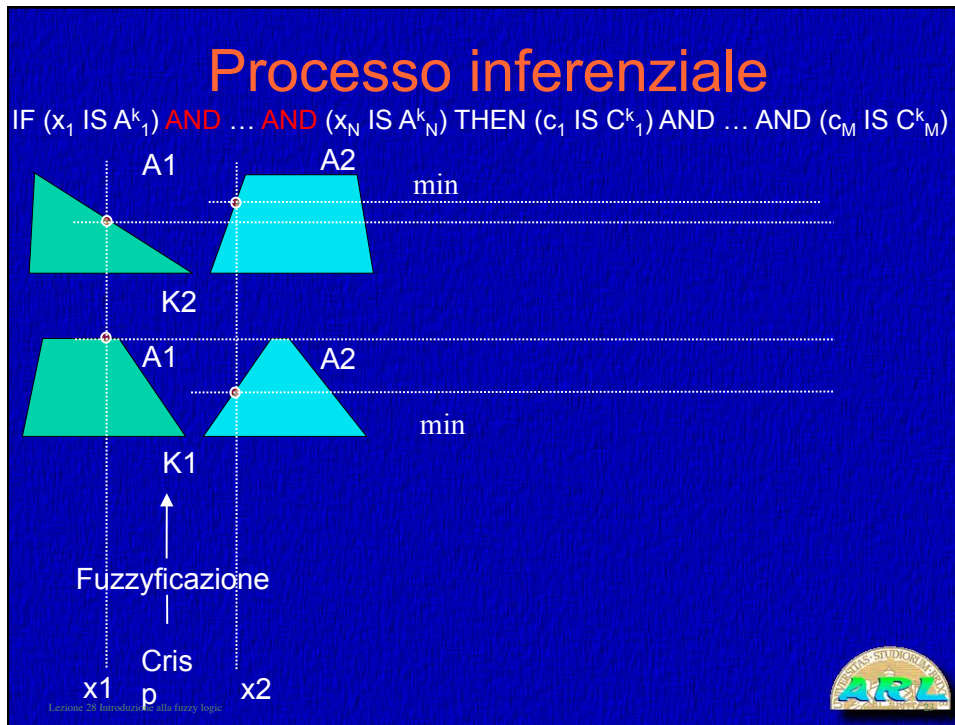 Processo inferenziale
IF (x1 IS Ak1) AND … AND (xN IS AkN) THEN (c1 IS Ck1) AND … AND (cM IS CkM)
A1 A2
min
K2
A1 A2
min
K1
Fuzzyficazione
Cris
p
x1 x2
Lezione 28 Introduzione alla fuzzy logic
ARL